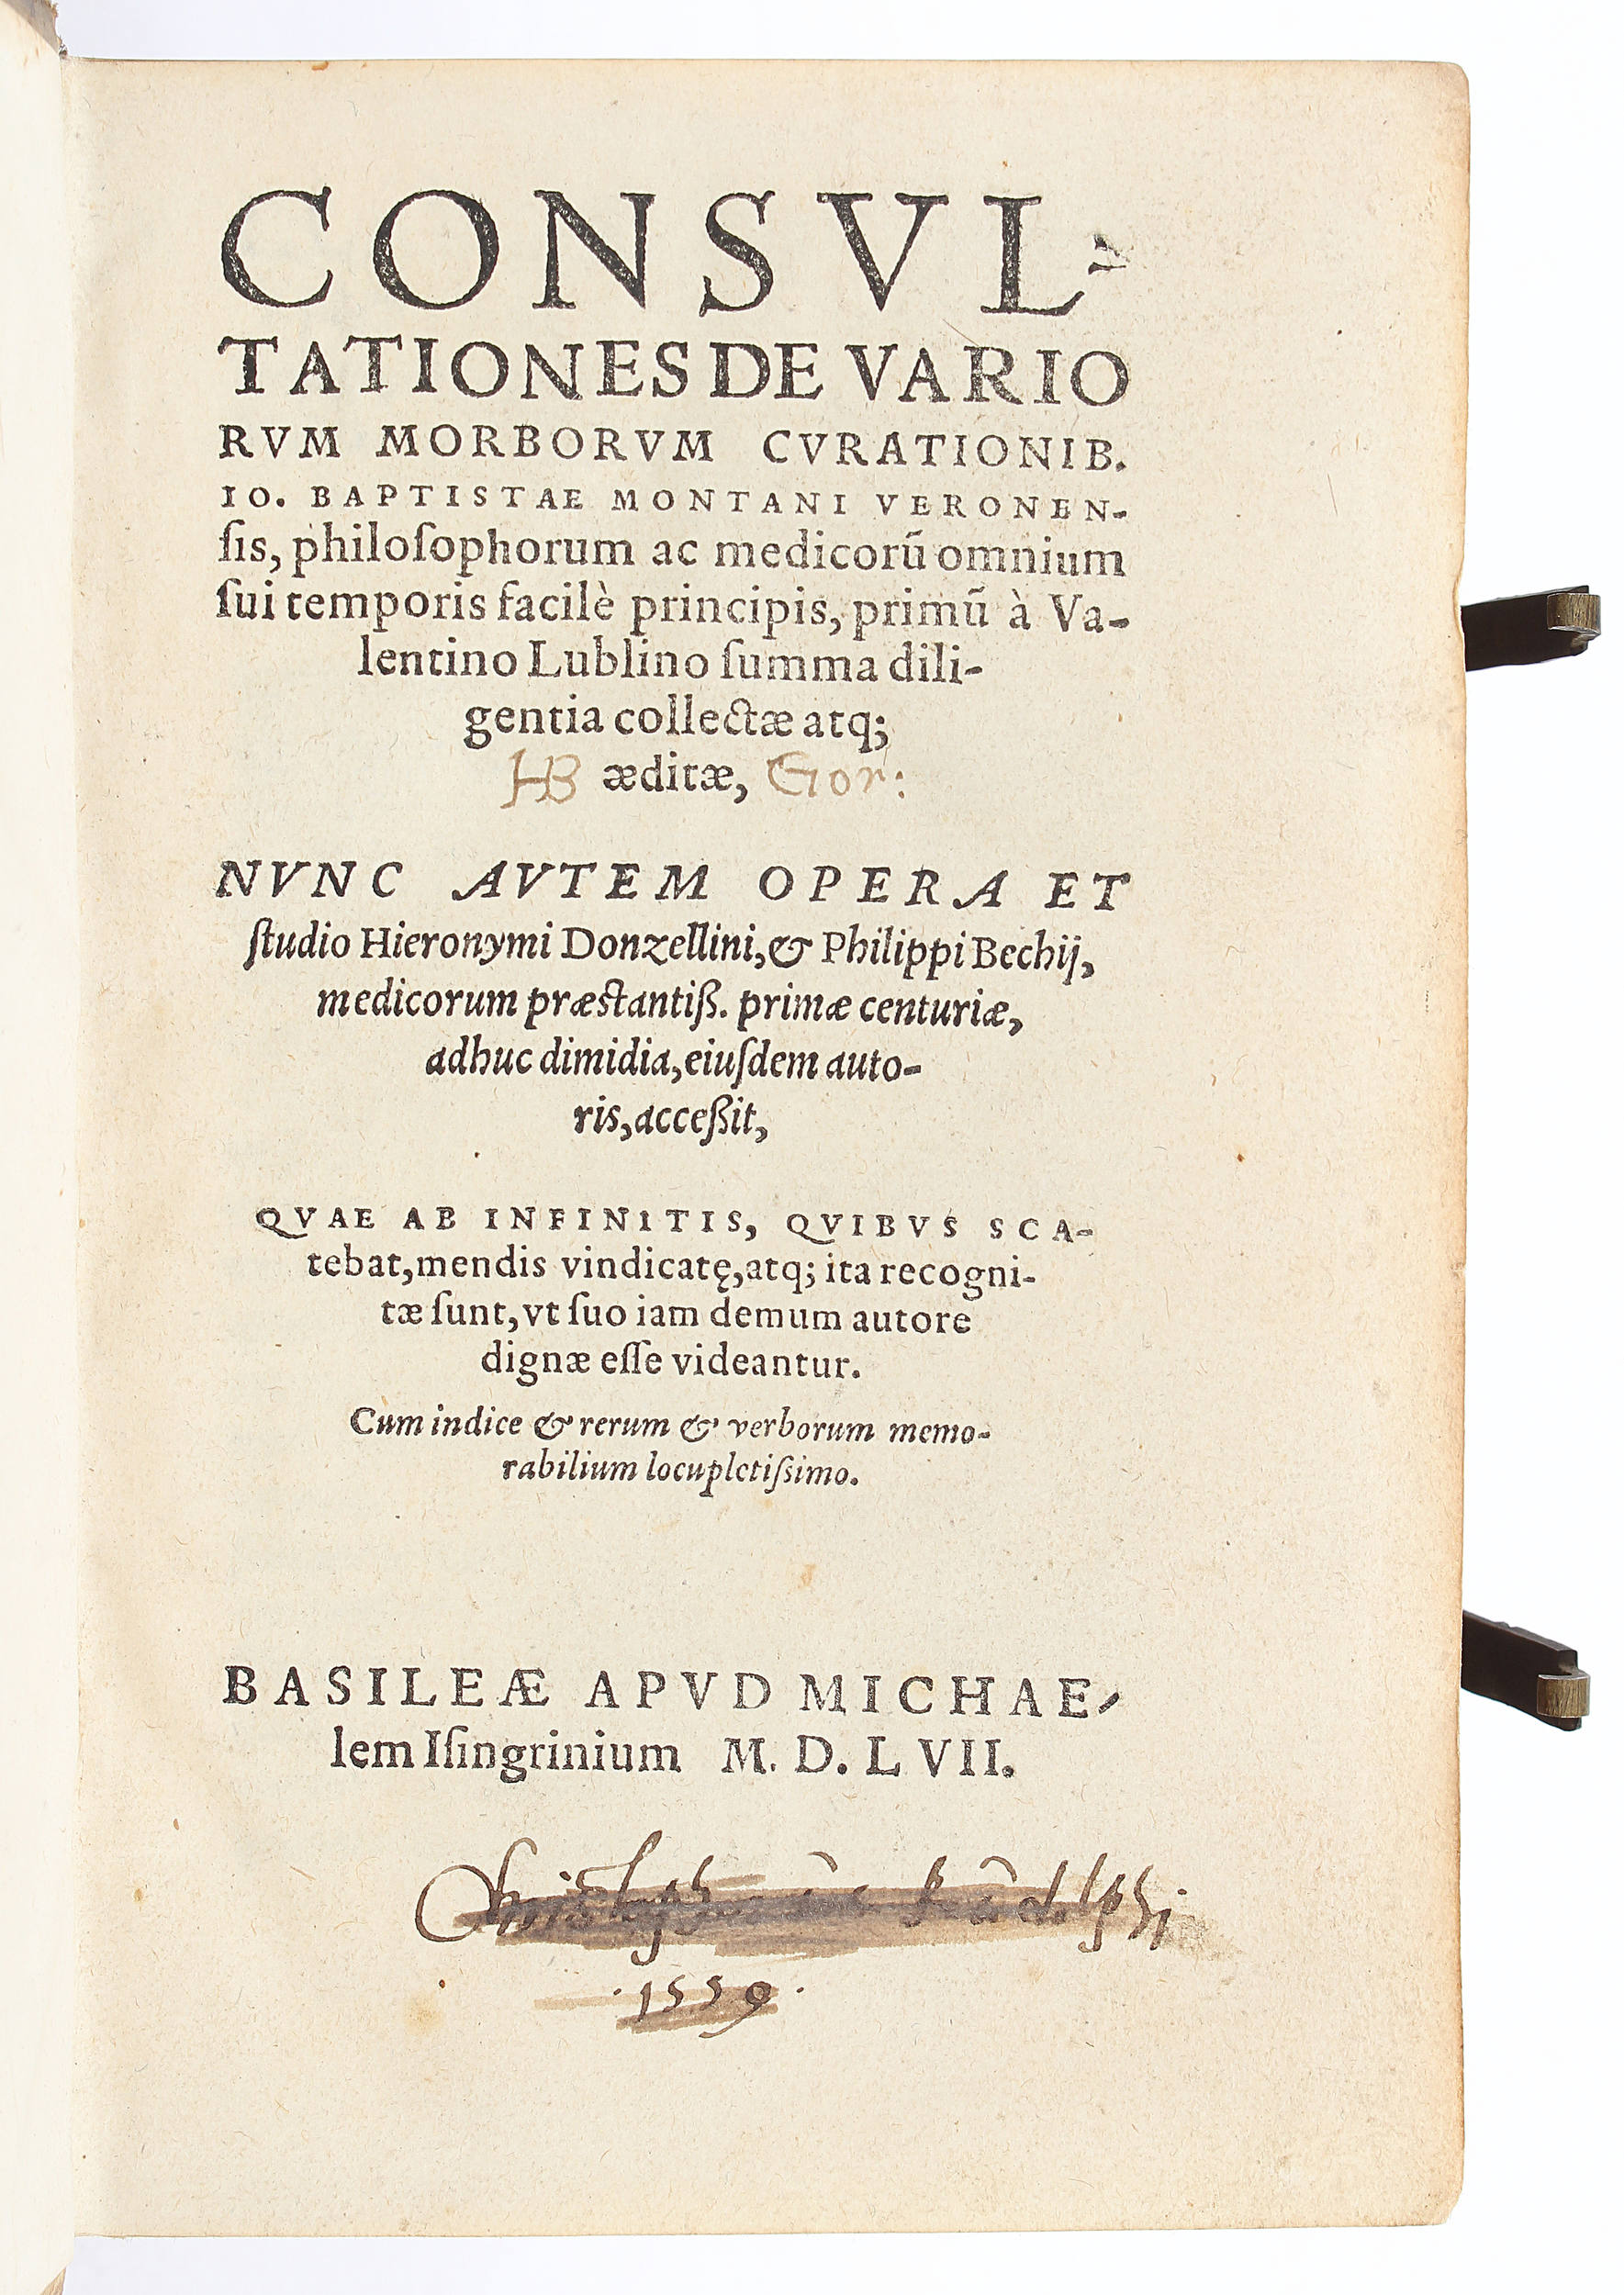 CONSVL-
TATIONES DE VARIO
RVM MORBORVM CVRATIONIB.
IO. BAPTISTAE MONTANI VERONEN-
ſis, philoſophorum ac medicorũ omnium
ſui temporis facilè principis, primũ à Va-
lentino Lublino ſumma dili-
gentia collectæ atq;
HB æditæ, Gor:
NVNC AVTEM OPERA ET
ſtudio Hieronymi Donzellini, & Philippi Bechij,
medicorum præstantiß. primæ centuriæ,
adhuc dimidia, eiuſdem auto-
ris, acceßit,
QVAE AB INFINITIS, QVIBVS SCA-
tebat, mendis vindicatę, atq; ita recogni-
tæ ſunt, vt ſuo iam demum autore
dignæ eſſe videantur.
Cum indice & rerum & verborum memo-
rabilium locupletiſsimo.
BASILEÆ APVD MICHAE-
lem Iſingrinium M. D. LVII.
·1559·